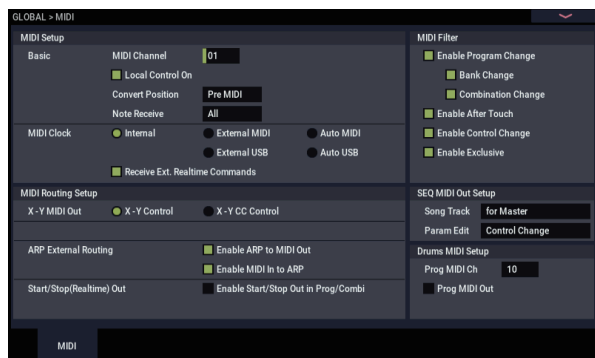 GLOBAL > MIDI
MIDI Setup
Basic MIDI Channel 01
Local Control On
Convert Position Pre MIDI
Note Receive All
MIDI Clock Internal External MIDI Auto MIDI
External USB Auto USB
Receive Ext. Realtime Commands
MIDI Routing Setup
X-Y MIDI Out X-Y Control X-Y CC Control
ARP External Routing Enable ARP to MIDI Out
Enable MIDI In to ARP
Start/Stop(Realtime) Out Enable Start/Stop Out in Prog/Combi
MIDI Filter
Enable Program Change
Bank Change
Combination Change
Enable After Touch
Enable Control Change
Enable Exclusive
SEQ MIDI Out Setup
Song Track for Master
Param Edit Control Change
Drums MIDI Setup
Prog MIDI Ch 10
Prog MIDI Out
MIDI